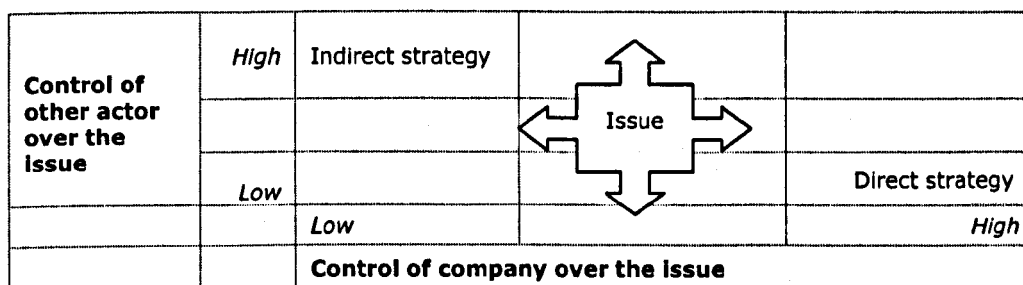 Control of
other actor
over the
issue
High
Indirect strategy
Issue
Low
Direct strategy
Low
High
Control of company over the issue